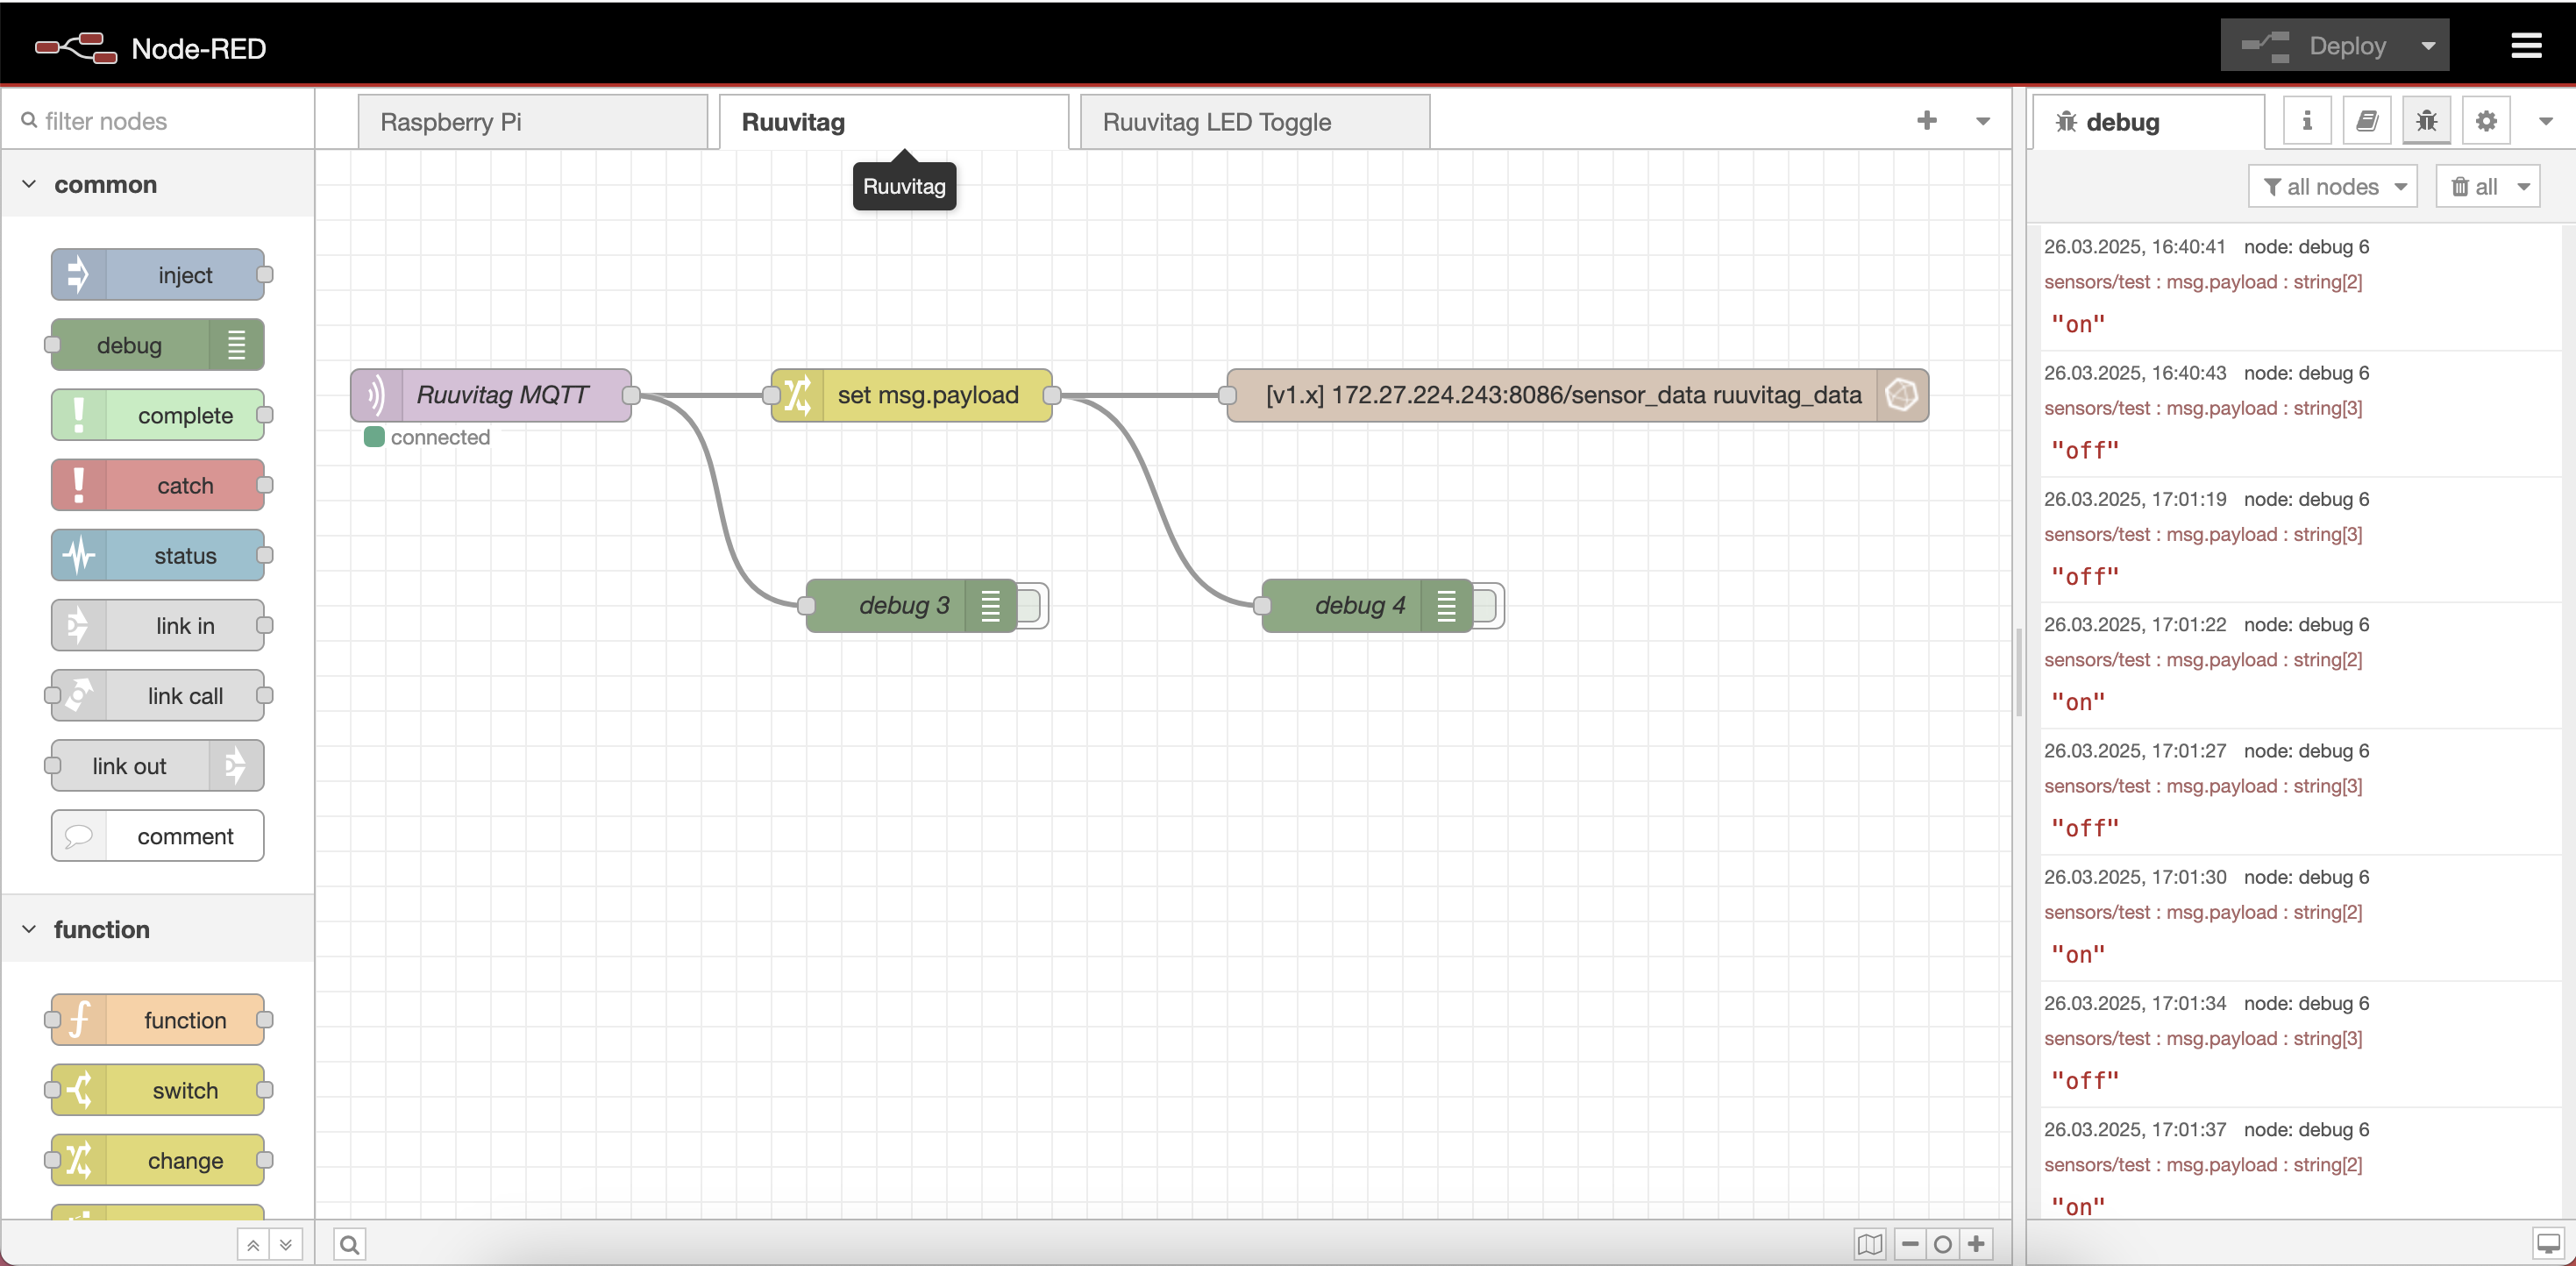 Node-RED
Deploy
filter nodes
Raspberry Pi
Ruuvitag
Ruuvitag LED Toggle
debug
Ruuvitag
all nodes
all
common
inject
debug
complete
catch
status
link in
link call
link out
comment
function
function
switch
change
Ruuvitag MQTT
connected
set msg.payload
[v1.x] 172.27.224.243:8086/sensor_data ruuvitag_data
debug 3
debug 4
26.03.2025, 16:40:41 node: debug 6
sensors/test : msg.payload : string[2]
"on"
26.03.2025, 16:40:43 node: debug 6
sensors/test : msg.payload : string[3]
"off"
26.03.2025, 17:01:19 node: debug 6
sensors/test : msg.payload : string[3]
"off"
26.03.2025, 17:01:22 node: debug 6
sensors/test : msg.payload : string[2]
"on"
26.03.2025, 17:01:27 node: debug 6
sensors/test : msg.payload : string[3]
"off"
26.03.2025, 17:01:30 node: debug 6
sensors/test : msg.payload : string[2]
"on"
26.03.2025, 17:01:34 node: debug 6
sensors/test : msg.payload : string[3]
"off"
26.03.2025, 17:01:37 node: debug 6
sensors/test : msg.payload : string[2]
"on"